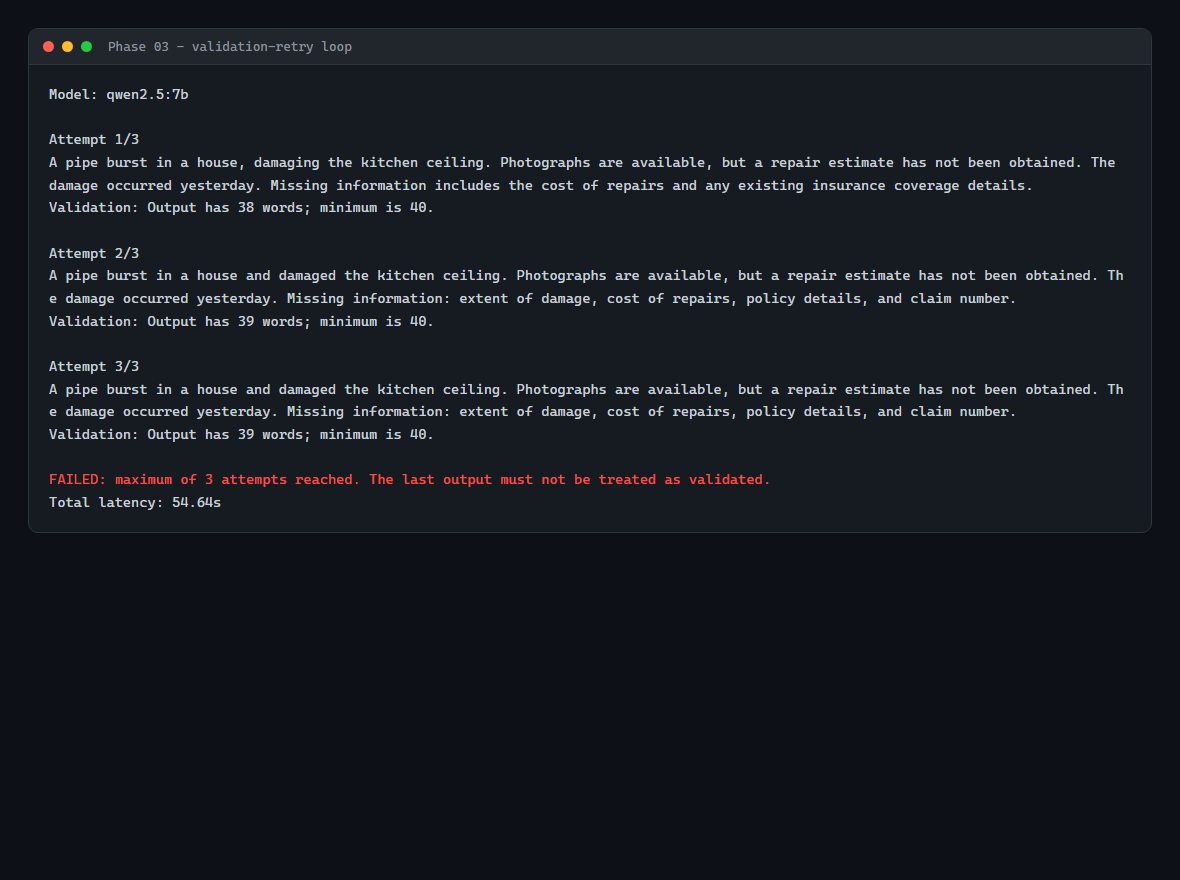 Phase 03 - validation-retry loop
Model: qwen2.5:7b
Attempt 1/3
A pipe burst in a house, damaging the kitchen ceiling. Photographs are available, but a repair estimate has not been obtained. The
damage occurred yesterday. Missing information includes the cost of repairs and any existing insurance coverage details.
Validation: Output has 38 words; minimum is 40.
Attempt 2/3
A pipe burst in a house and damaged the kitchen ceiling. Photographs are available, but a repair estimate has not been obtained. Th
e damage occurred yesterday. Missing information: extent of damage, cost of repairs, policy details, and claim number.
Validation: Output has 39 words; minimum is 40.
Attempt 3/3
A pipe burst in a house and damaged the kitchen ceiling. Photographs are available, but a repair estimate has not been obtained. Th
e damage occurred yesterday. Missing information: extent of damage, cost of repairs, policy details, and claim number.
Validation: Output has 39 words; minimum is 40.
FAILED: maximum of 3 attempts reached. The last output must not be treated as validated.
Total latency: 54.64s